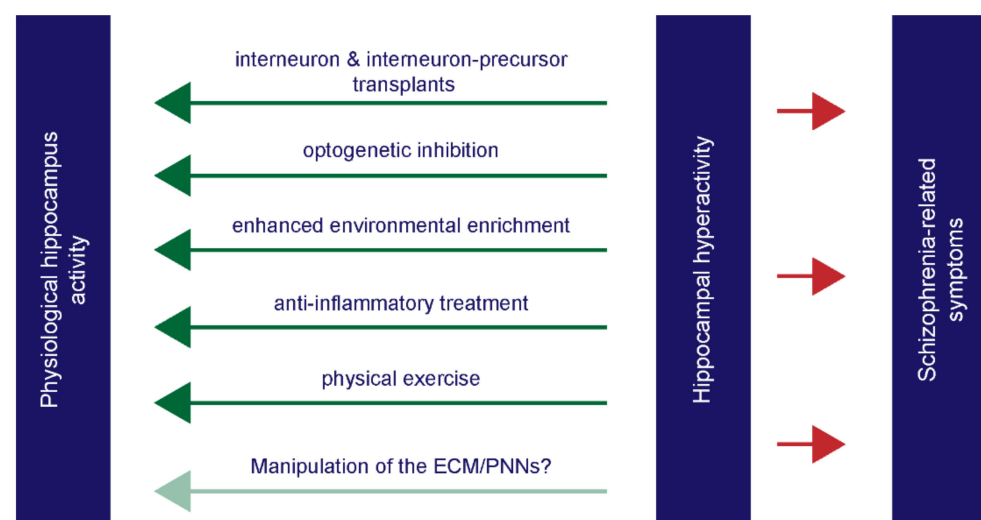 Physiological hippocampus
activity
interneuron & interneuron-precursor
transplants
optogenetic inhibition
enhanced environmental enrichment
anti-inflammatory treatment
physical exercise
Manipulation of the ECM/PNNs?
Hippocampal hyperactivity
Schizophrenia-related
symptoms